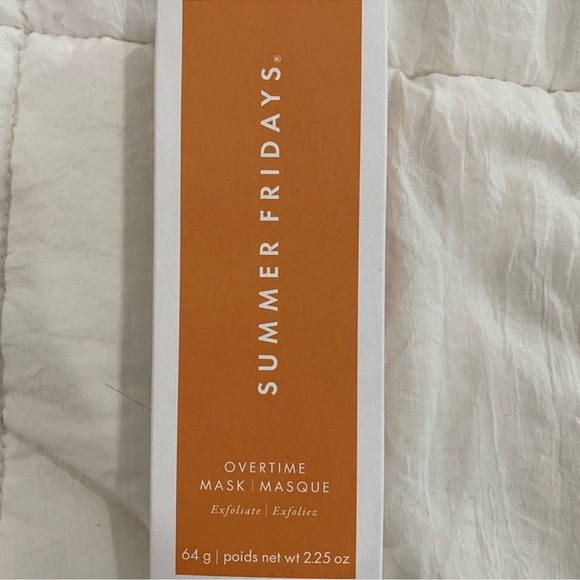 SUMMER FRIDAYS®
OVERTIME
MASK | MASQUE
Exfoliate | Exfoliez
64 g | poids net wt 2.25 oz